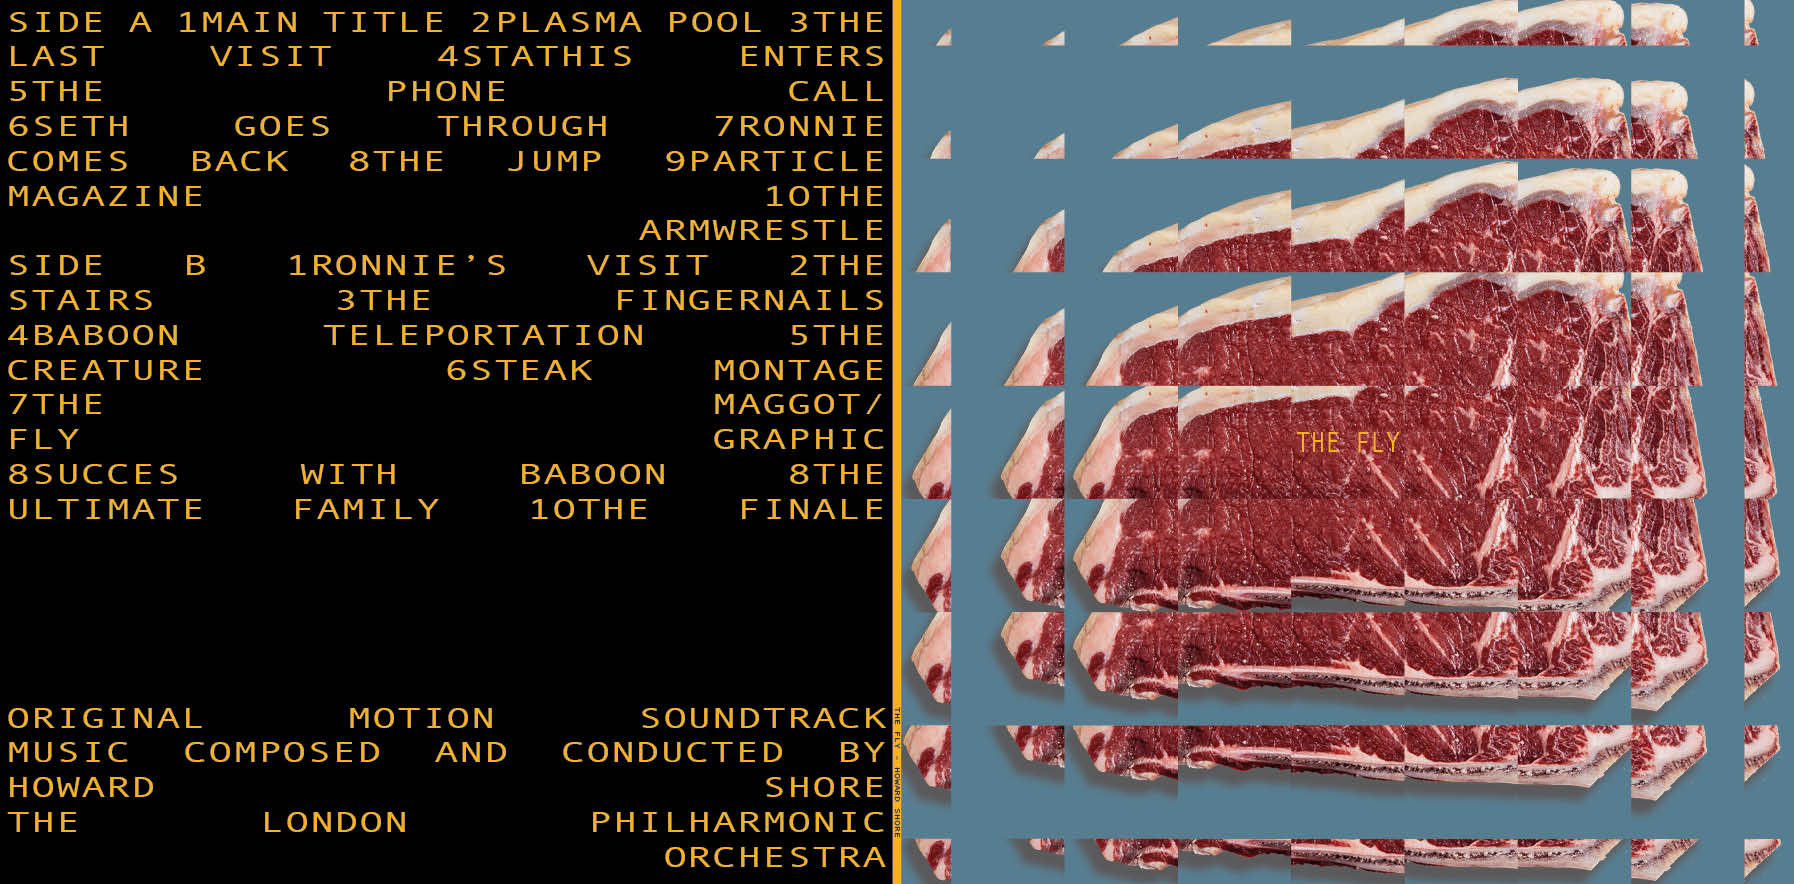 SIDE A 1MAIN TITLE 2PLASMA POOL 3THE
LAST VISIT 4STATHIS ENTERS
5THE PHONE CALL
6SETH GOES THROUGH 7RONNIE
COMES BACK 8THE JUMP 9PARTICLE
MAGAZINE 10THE
ARMWRESTLE
SIDE B 1RONNIE’S VISIT 2THE
STAIRS 3THE FINGERNAILS
4BABOON TELEPORTATION 5THE
CREATURE 6STEAK MONTAGE
7THE MAGGOT/
FLY GRAPHIC
8SUCCES WITH BABOON 8THE
ULTIMATE FAMILY 10THE FINALE
ORIGINAL MOTION SOUNDTRACK
MUSIC COMPOSED AND CONDUCTED BY
HOWARD SHORE
THE LONDON PHILHARMONIC
ORCHESTRA
THE FLY - HOWARD SHORE
THE FLY